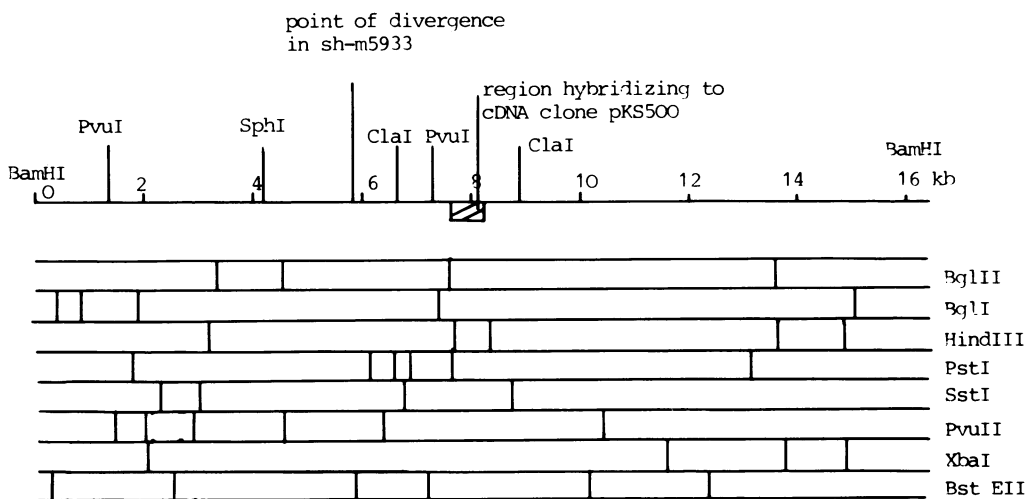 point of divergence
in sh-m5933
region hybridizing to
cDNA clone pKS500
PvuI
SphI
ClaI
PvuI
ClaI
BamHI
BamHI
0
2
4
6
8
10
12
14
16 kb
BglII
BglI
HindIII
PstI
SstI
PvuII
XbaI
Bst EII